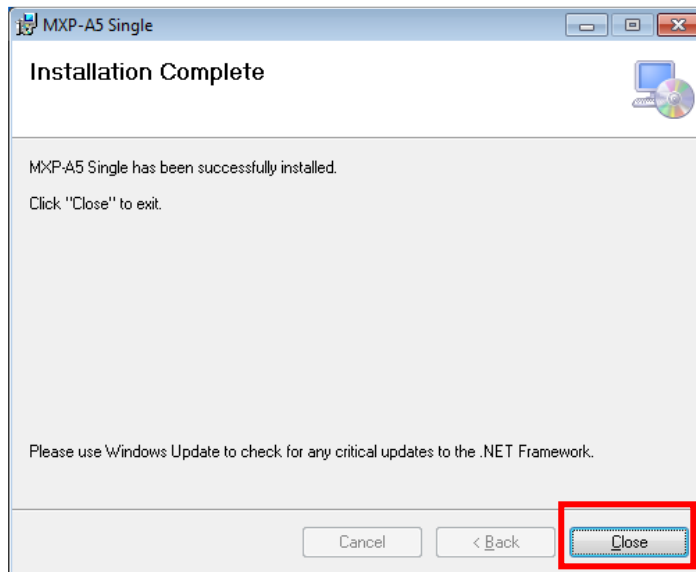 MXP-A5 Single
Installation Complete
MXP-A5 Single has been successfully installed.
Click "Close" to exit.
Please use Windows Update to check for any critical updates to the .NET Framework.
Cancel
< Back
Close